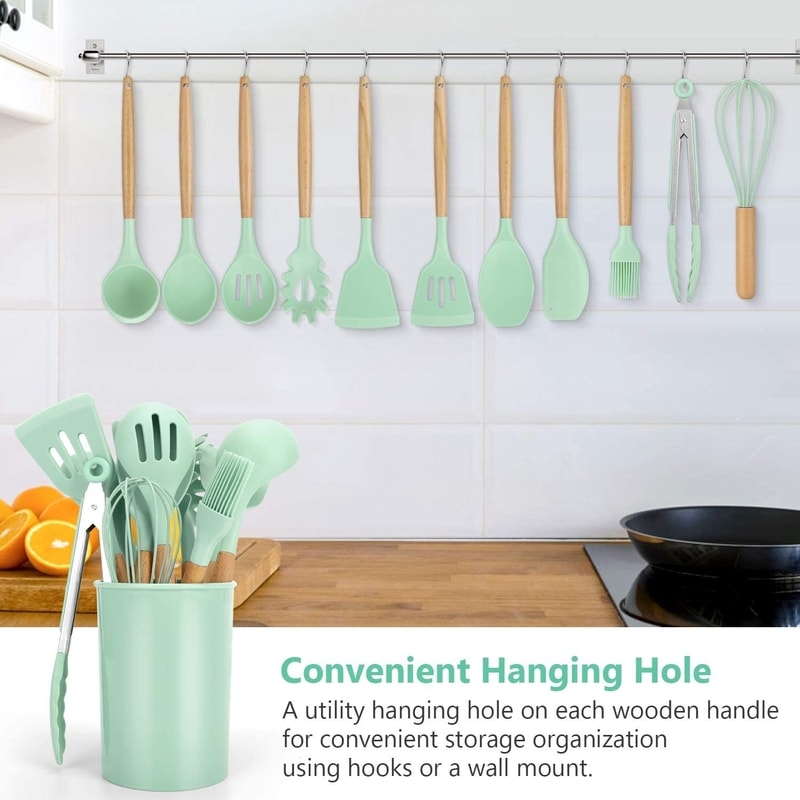 Convenient Hanging Hole
A utility hanging hole on each wooden handle
for convenient storage organization
using hooks or a wall mount.